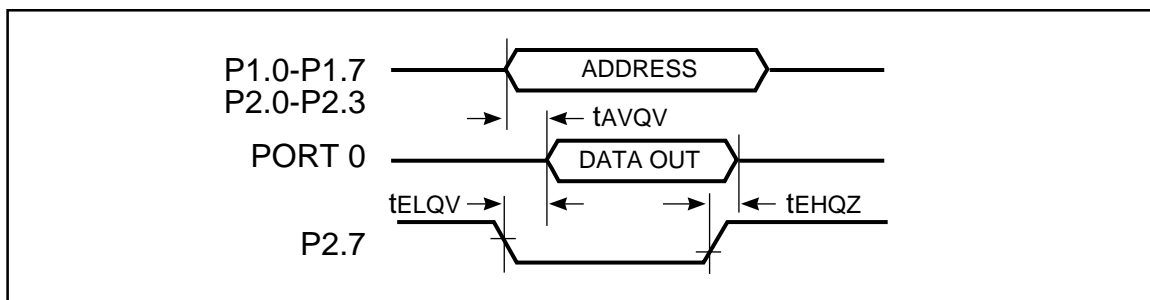 P1.0-P1.7
P2.0-P2.3
ADDRESS
tAVQV
PORT 0
DATA OUT
tELQV
tEHQZ
P2.7